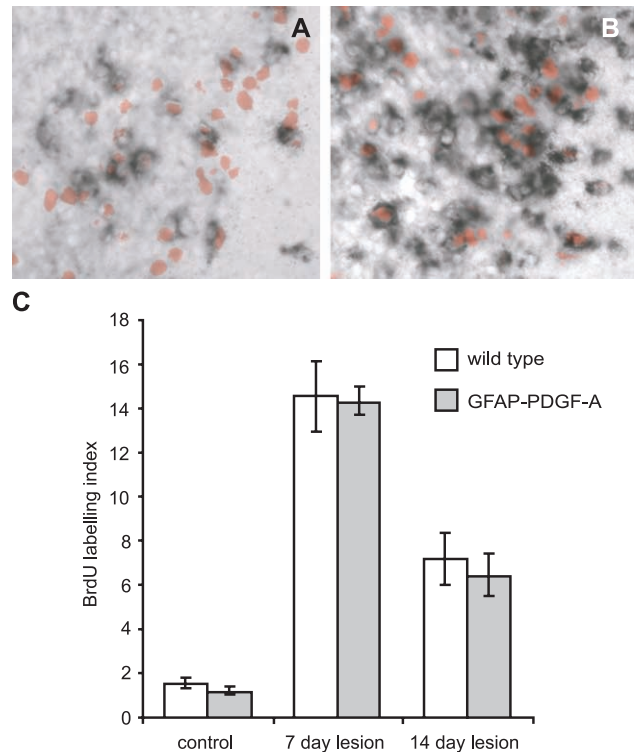 A
B
C
18
16
14
12
10
8
6
4
2
0
BrdU labelling index
wild type
GFAP-PDGF-A
control
7 day lesion
14 day lesion